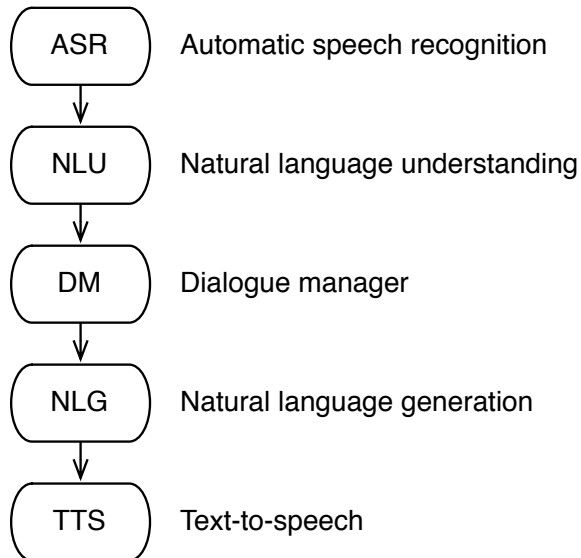 ASR Automatic speech recognition
NLU Natural language understanding
DM Dialogue manager
NLG Natural language generation
TTS Text-to-speech